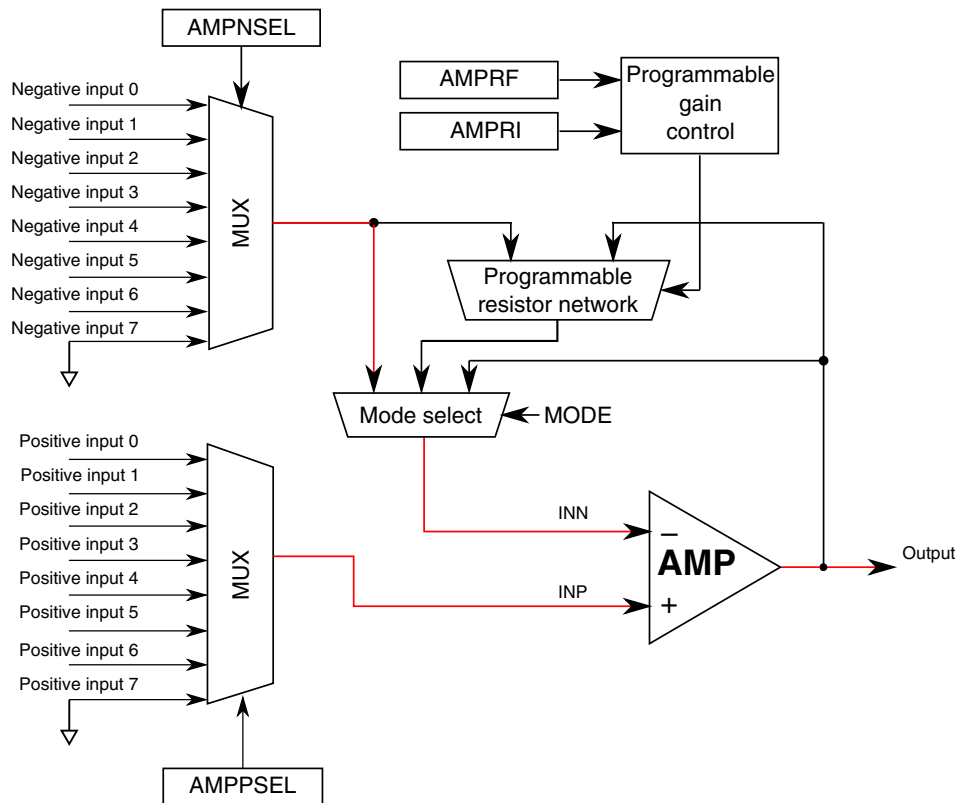 AMPNSEL
Negative input 0
Negative input 1
Negative input 2
Negative input 3
Negative input 4
Negative input 5
Negative input 6
Negative input 7
MUX
AMPRF
AMPRI
Programmable
gain
control
Programmable
resistor network
Mode select
MODE
Positive input 0
Positive input 1
Positive input 2
Positive input 3
Positive input 4
Positive input 5
Positive input 6
Positive input 7
MUX
INN
INP
−
AMP
+
Output
AMPPSEL